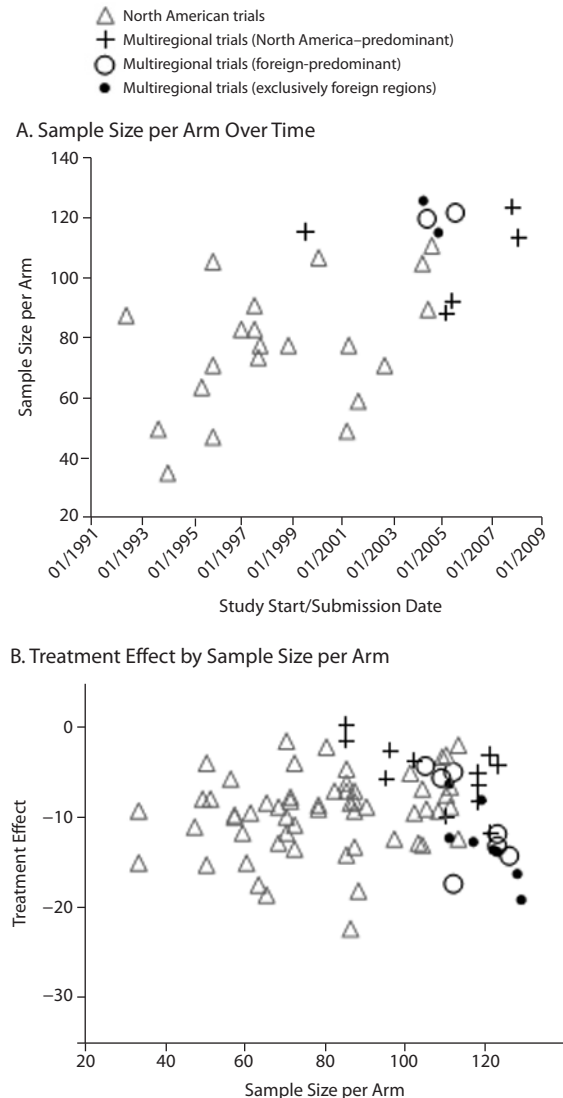 North American trials
Multiregional trials (North America–predominant)
Multiregional trials (foreign-predominant)
Multiregional trials (exclusively foreign regions)
A. Sample Size per Arm Over Time
140
120
100
80
60
40
20
Sample Size per Arm
01/1991
01/1993
01/1995
01/1997
01/1999
01/2001
01/2003
01/2005
01/2007
01/2009
Study Start/Submission Date
B. Treatment Effect by Sample Size per Arm
0
−10
−20
−30
Treatment Effect
20
40
60
80
100
120
Sample Size per Arm